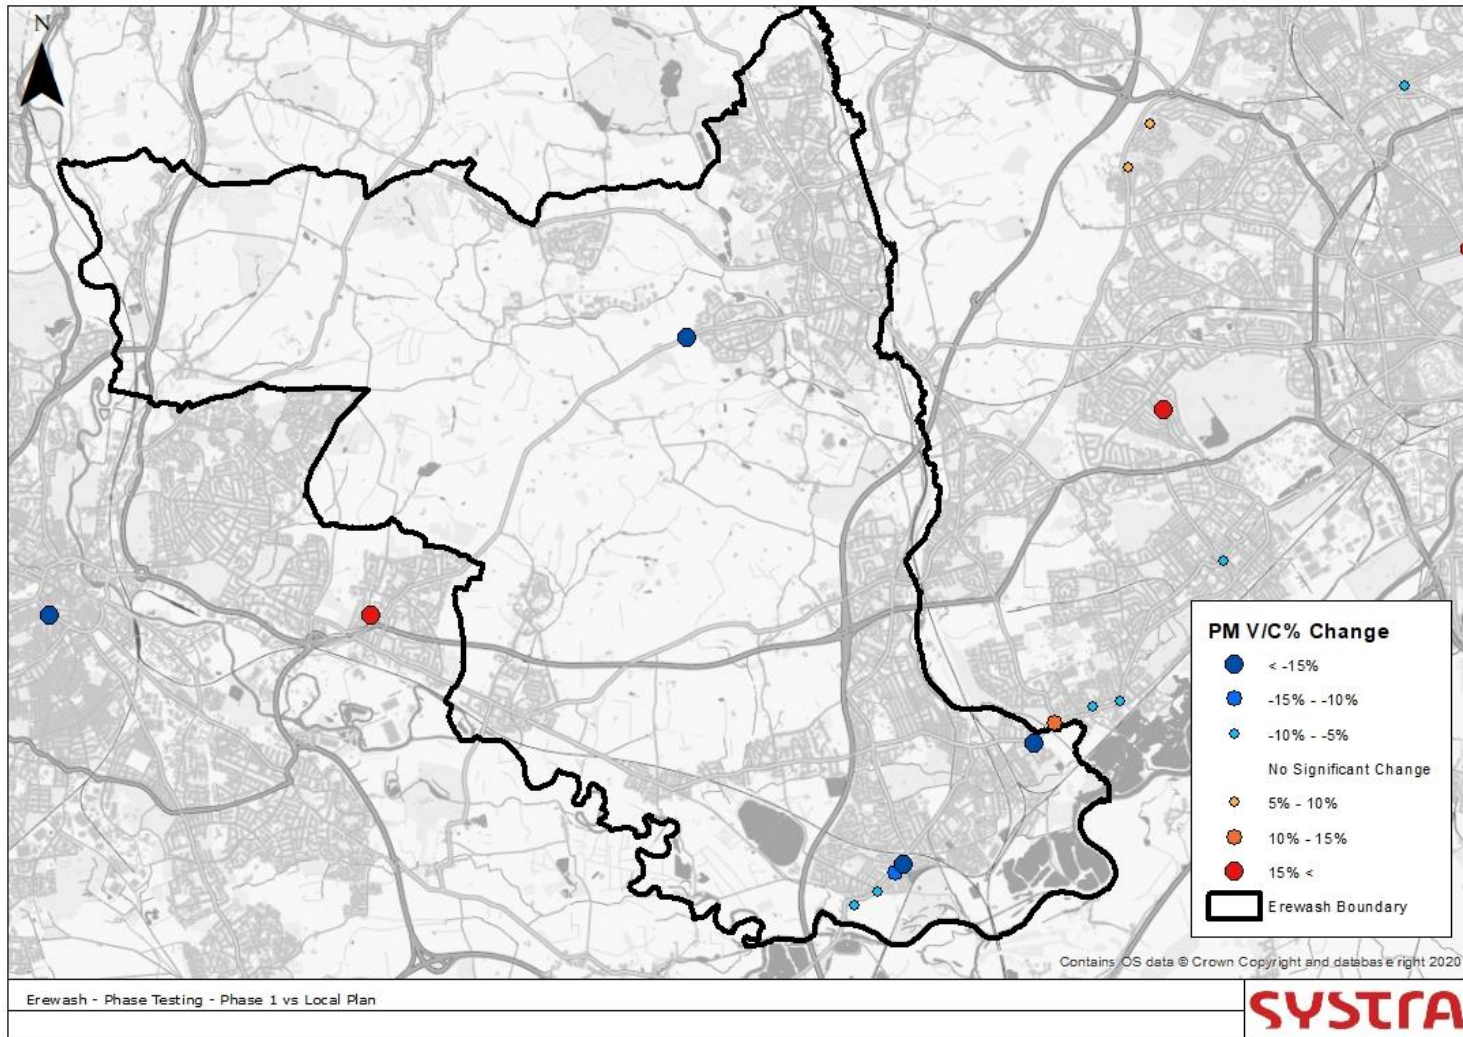 N
PM V/C% Change
< -15%
-15% - -10%
-10% - -5%
No Significant Change
5% - 10%
10% - 15%
15% <
Erewash Boundary
Contains OS data © Crown Copyright and database right 2020
Erewash - Phase Testing - Phase 1 vs Local Plan
SYSTRA